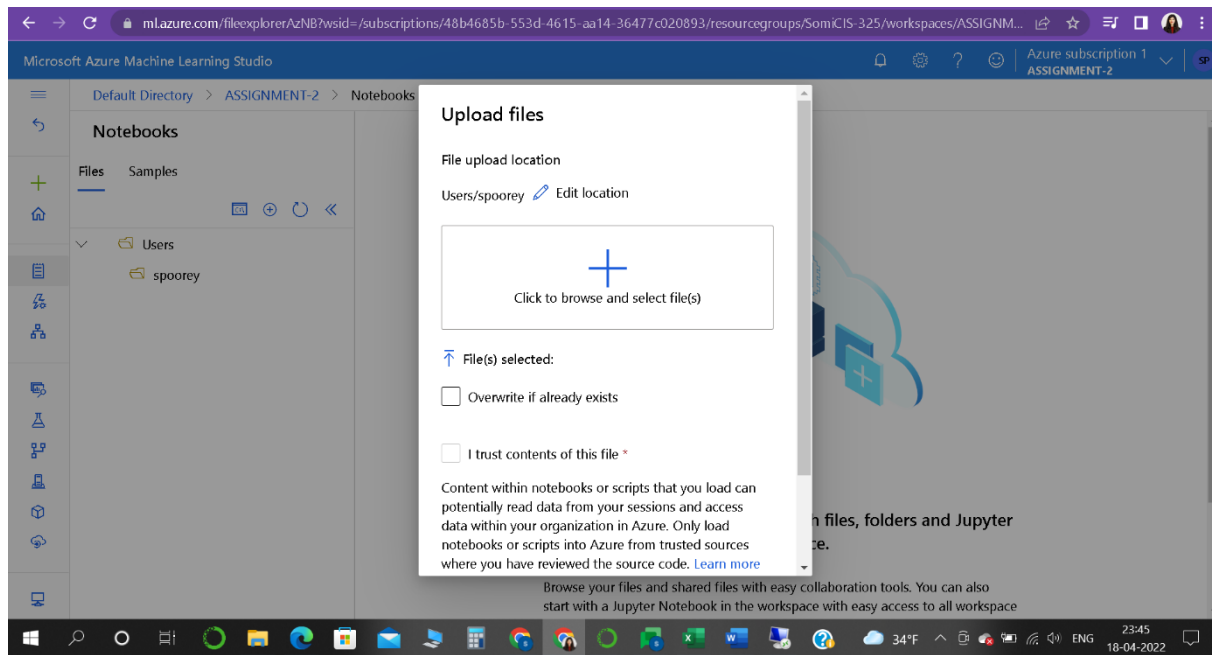 ml.azure.com/fileexplorerAzNB?wsid=/subscriptions/48b4685b-553d-4615-aa14-36477c020893/resourcegroups/SomiCIS-325/workspaces/ASSIGNM...
Microsoft Azure Machine Learning Studio
Azure subscription 1
ASSIGNMENT-2
SP
Default Directory > ASSIGNMENT-2 > Notebooks
Notebooks
Files Samples
Users
spoorey
Upload files
File upload location
Users/spoorey Edit location
Click to browse and select file(s)
File(s) selected:
Overwrite if already exists
I trust contents of this file *
Content within notebooks or scripts that you load can
potentially read data from your sessions and access
data within your organization in Azure. Only load
notebooks or scripts into Azure from trusted sources
where you have reviewed the source code. Learn more
files, folders and Jupyter
Browse your files and shared files with easy collaboration tools. You can also
start with a Jupyter Notebook in the workspace with easy access to all workspace
34°F
ENG
23:45
18-04-2022